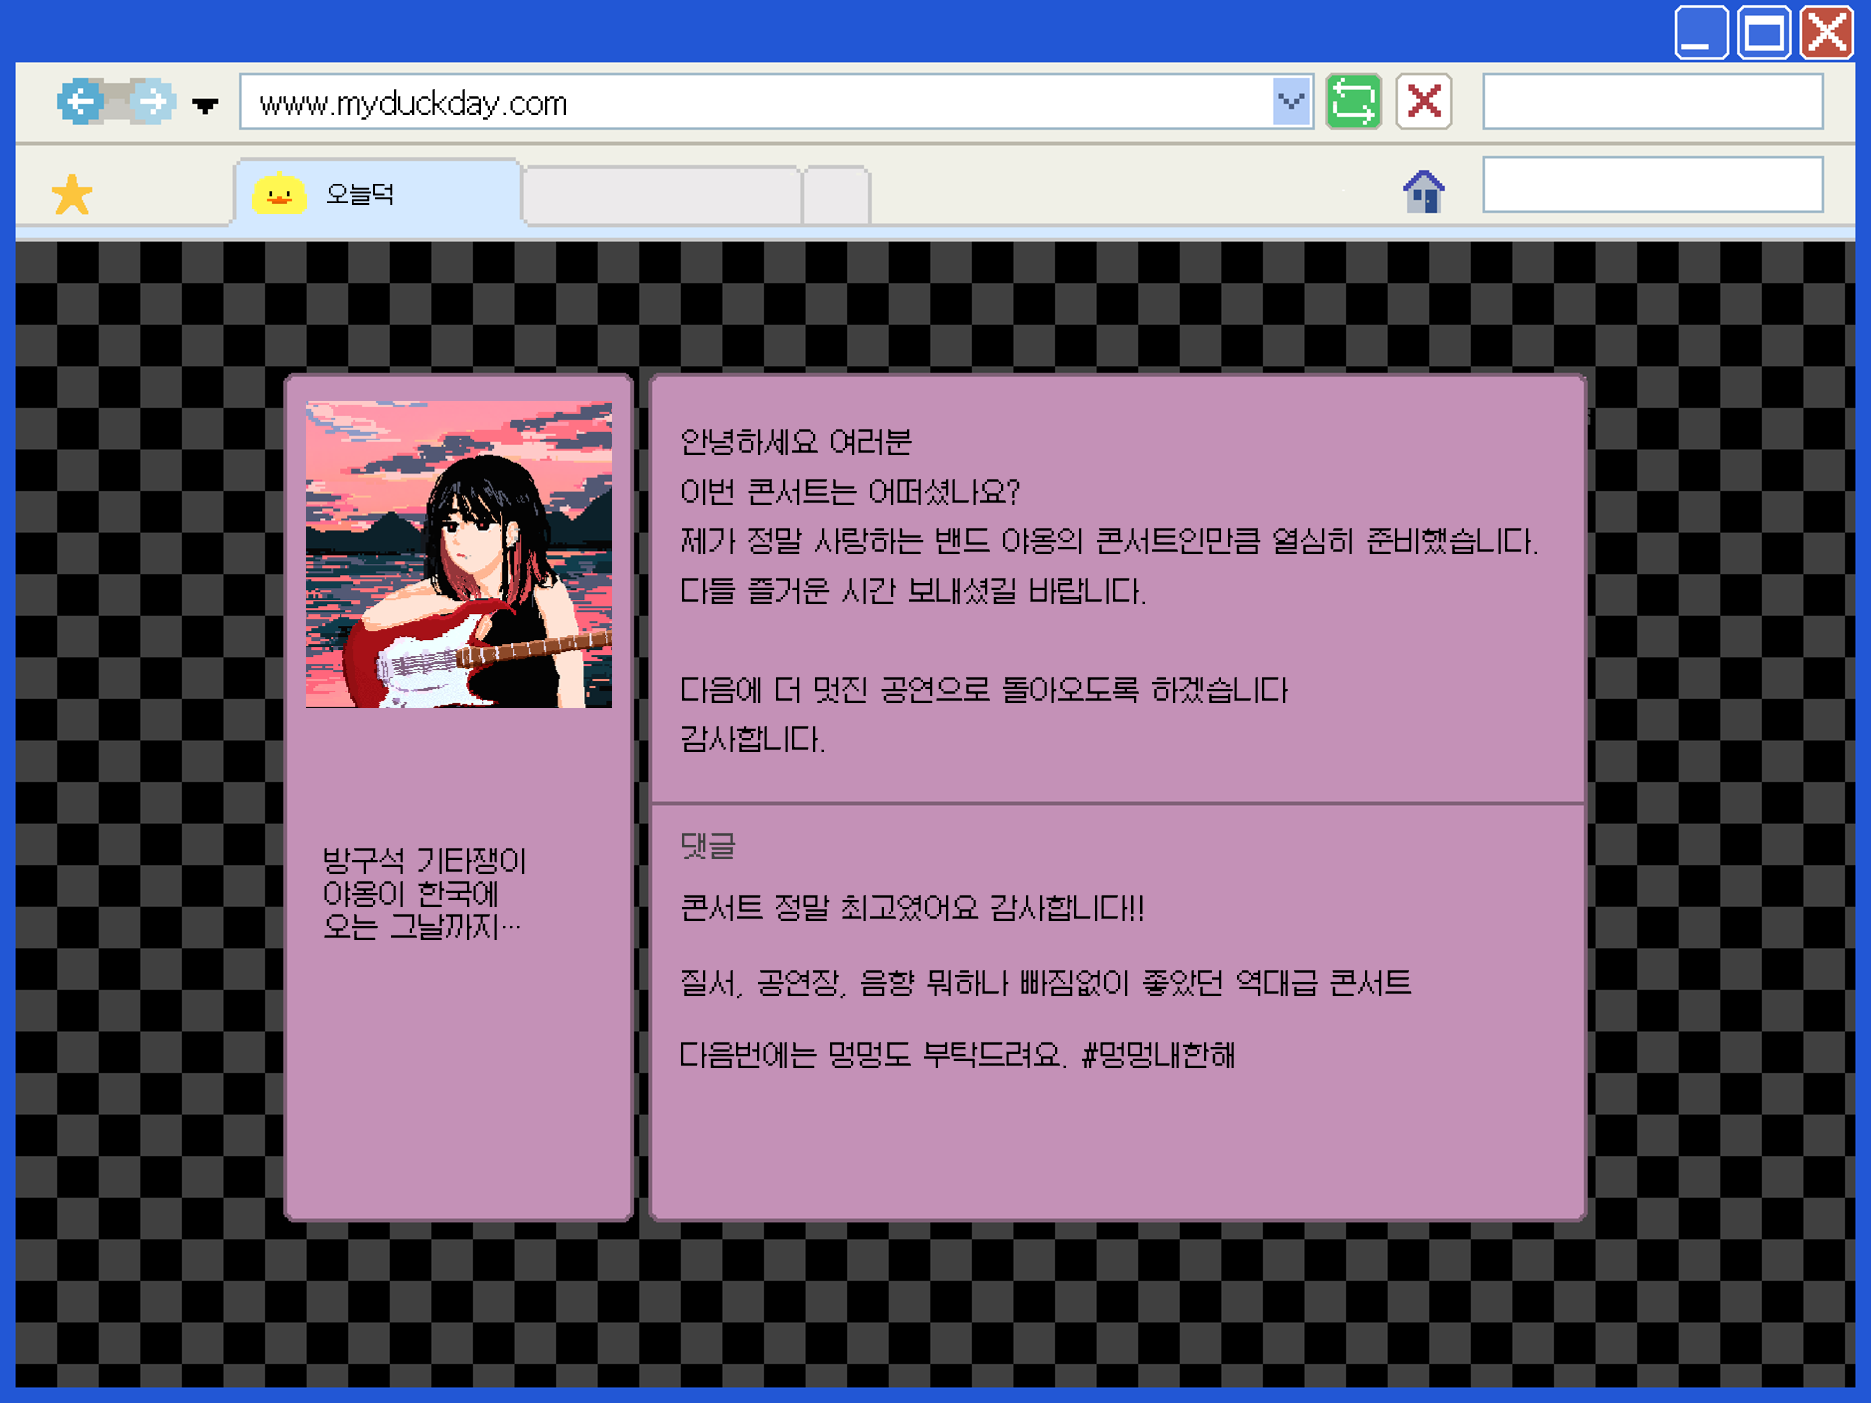 www.myduckday.com
오늘덕
안녕하세요 여러분
이번 콘서트는 어떠셨나요?
제가 정말 사랑하는 밴드 야옹의 콘서트인만큼 열심히 준비했습니다.
다들 즐거운 시간 보내셨길 바랍니다.
다음에 더 멋진 공연으로 돌아오도록 하겠습니다
감사합니다.
방구석 기타쟁이
야옹이 한국에
오는 그날까지…
댓글
콘서트 정말 최고였어요 감사합니다!!
질서, 공연장, 음향 뭐하나 빠짐없이 좋았던 역대급 콘서트
다음번에는 멍멍도 부탁드려요. #멍멍내한해